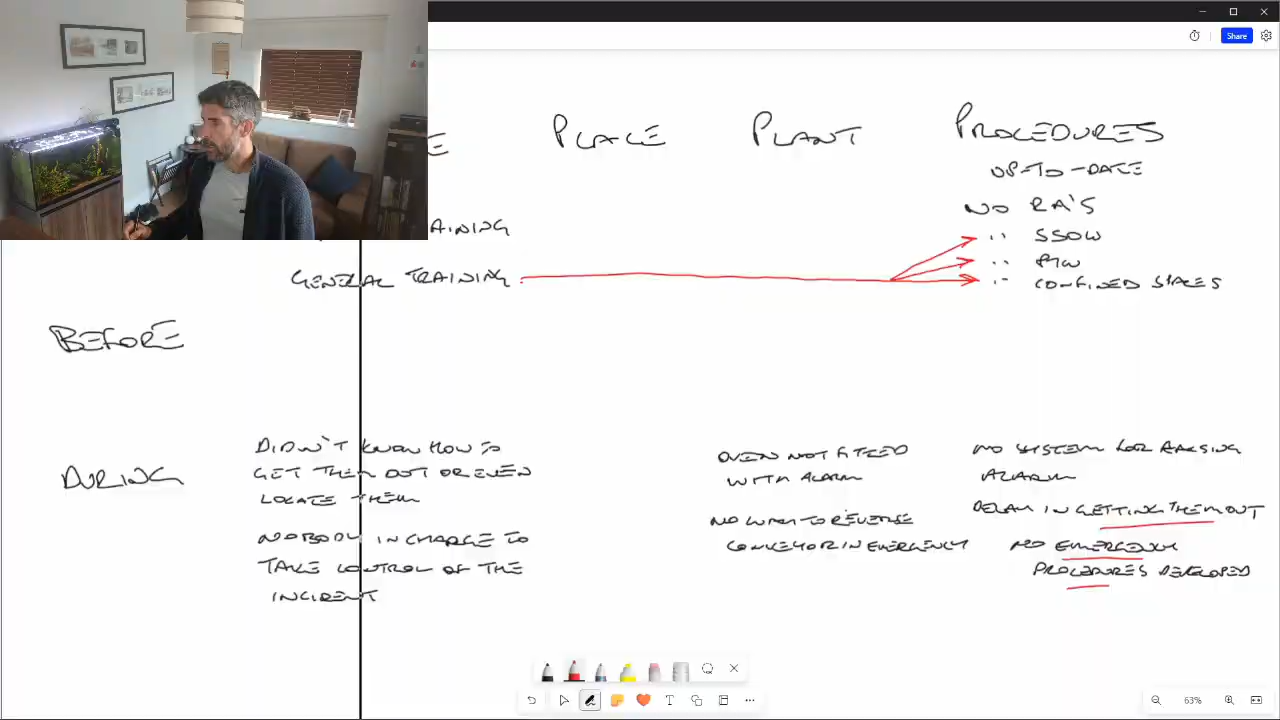 Share
E PLACE PLANT PROCEDURES
UP-TO-DATE
NO RA'S
AINING
" SSOW
" PTW
GENERAL TRAINING " CONFINED SPACES
BEFORE
DURING
DIDN'T KNOW HOW TO
GET THEM OUT OR EVEN
LOCATE THEM
NOBODY IN CHARGE TO
TAKE CONTROL OF THE
INCIDENT
OVEN NOT FITTED
WITH ALARM
NO WAY TO REVERSE
CONVEYOR IN EMERGENCY
NO SYSTEM FOR RAISING
ALARM
DELAY IN GETTING THEM OUT
NO EMERGENCY
PROCEDURES DEVELOPED
63%